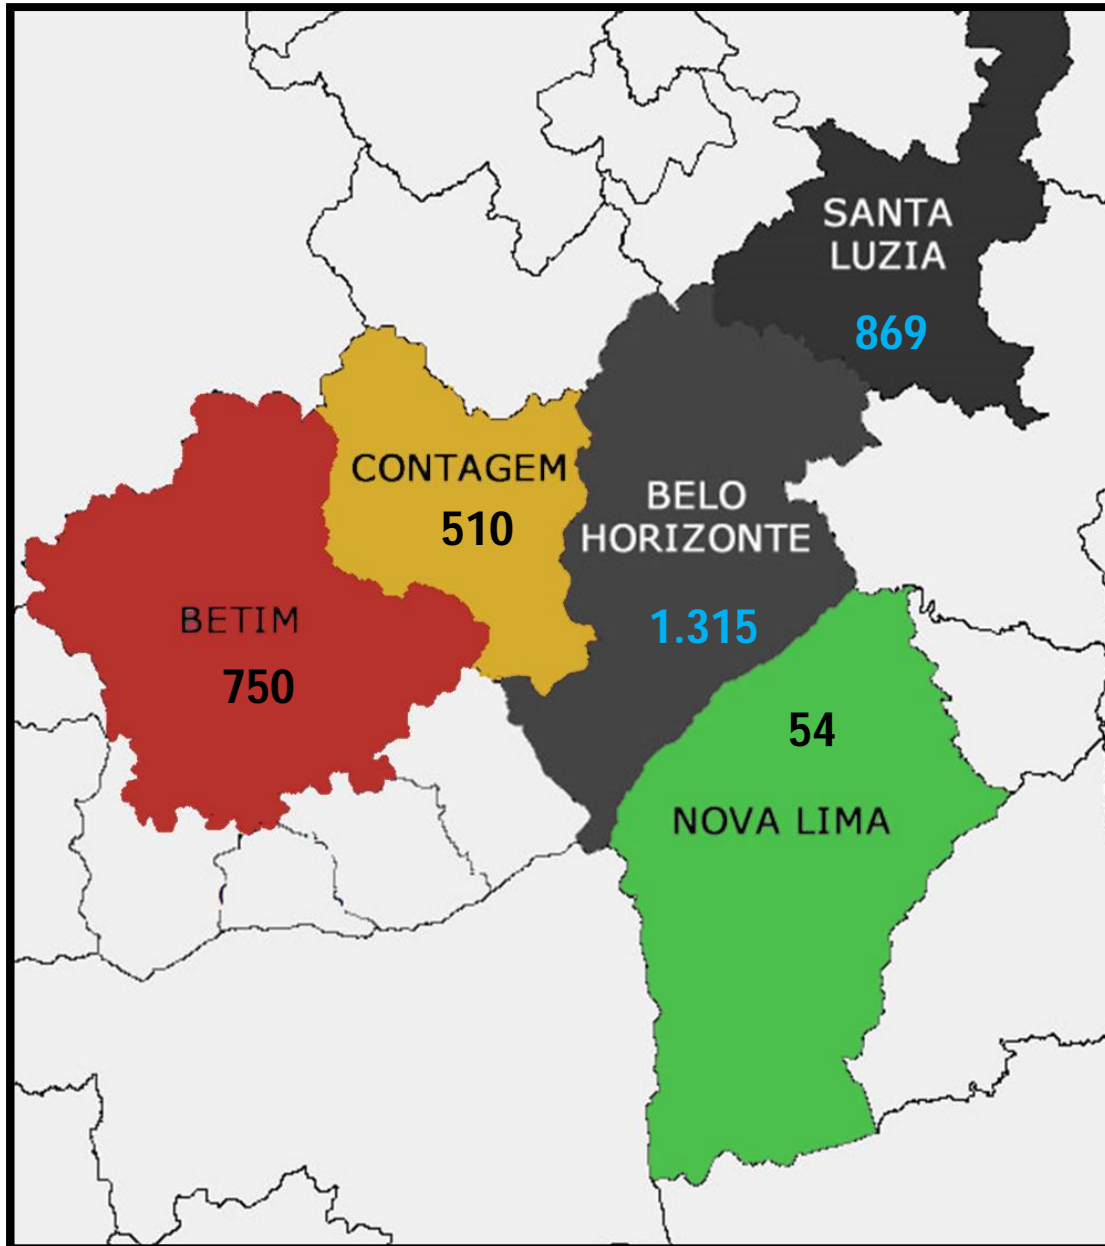 SANTA
LUZIA
869
CONTAGEM
510
BELO
HORIZONTE
1.315
BETIM
750
54
NOVA LIMA